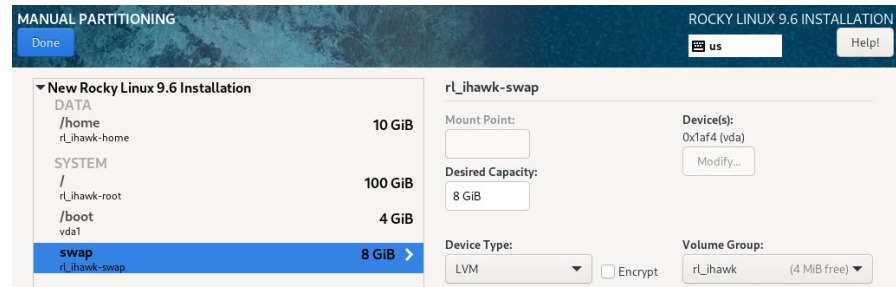 MANUAL PARTITIONING
ROCKY LINUX 9.6 INSTALLATION
Done
us
Help!
New Rocky Linux 9.6 Installation
DATA
/home
10 GiB
rl_ihawk-home
SYSTEM
/
100 GiB
rl_ihawk-root
/boot
4 GiB
vda1
swap
8 GiB
rl_ihawk-swap
rl_ihawk-swap
Mount Point:
Device(s):
0x1af4 (vda)
Modify...
Desired Capacity:
8 GiB
Device Type:
Volume Group:
LVM
Encrypt
rl_ihawk (4 MiB free)